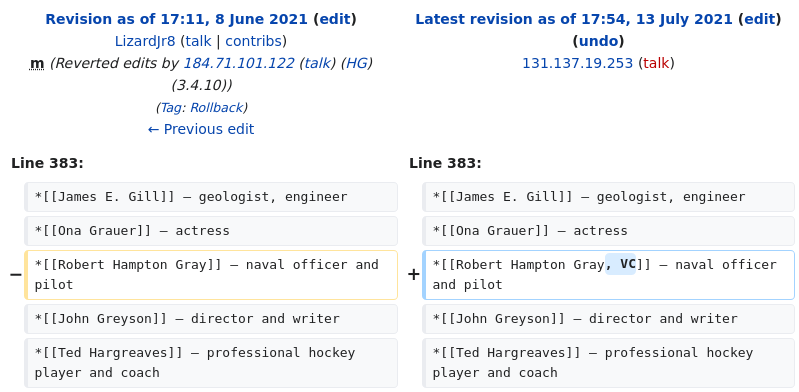 Revision as of 17:11, 8 June 2021 (edit)
LizardJr8 (talk | contribs)
m (Reverted edits by 184.71.101.122 (talk) (HG)
(3.4.10))
(Tag: Rollback)
← Previous edit
Latest revision as of 17:54, 13 July 2021 (edit)
(undo)
131.137.19.253 (talk)
Line 383:
*[[James E. Gill]] – geologist, engineer
*[[Ona Grauer]] – actress
− *[[Robert Hampton Gray]] – naval officer and
pilot
*[[John Greyson]] – director and writer
*[[Ted Hargreaves]] – professional hockey
player and coach
Line 383:
*[[James E. Gill]] – geologist, engineer
*[[Ona Grauer]] – actress
+ *[[Robert Hampton Gray, VC]] – naval officer
and pilot
*[[John Greyson]] – director and writer
*[[Ted Hargreaves]] – professional hockey
player and coach